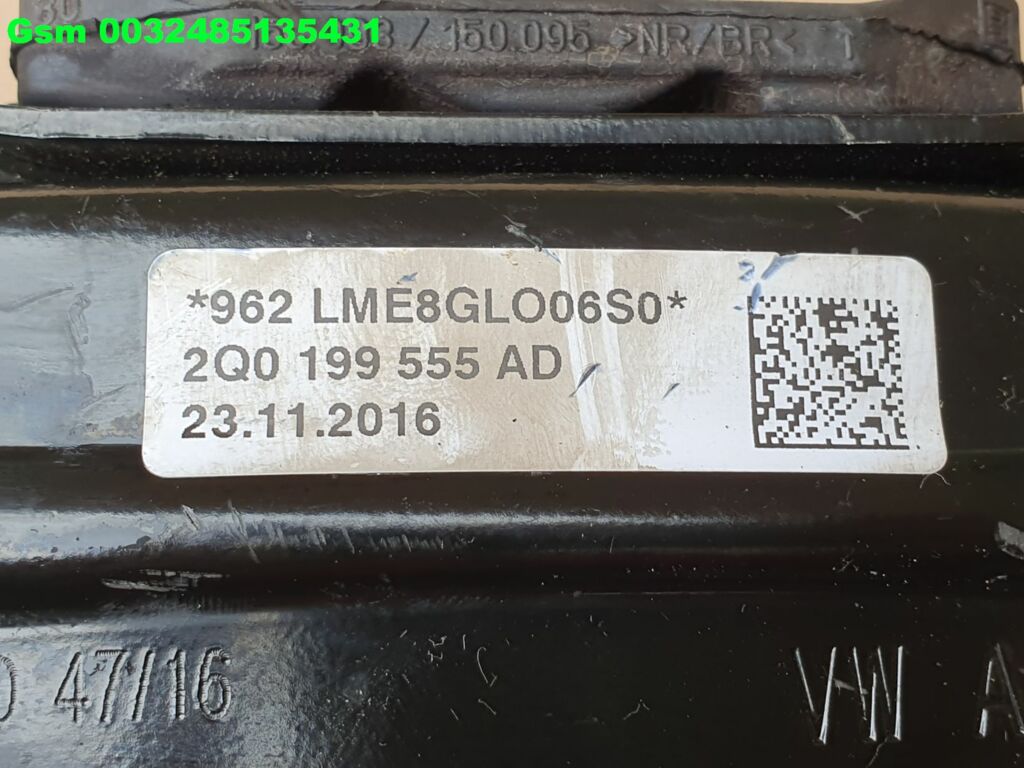 Gsm 0032485135431
/ 150.095 >NR/BR< ↑
*962 LME8GLO06S0*
2Q0 199 555 AD
23.11.2016
47/16
VW A